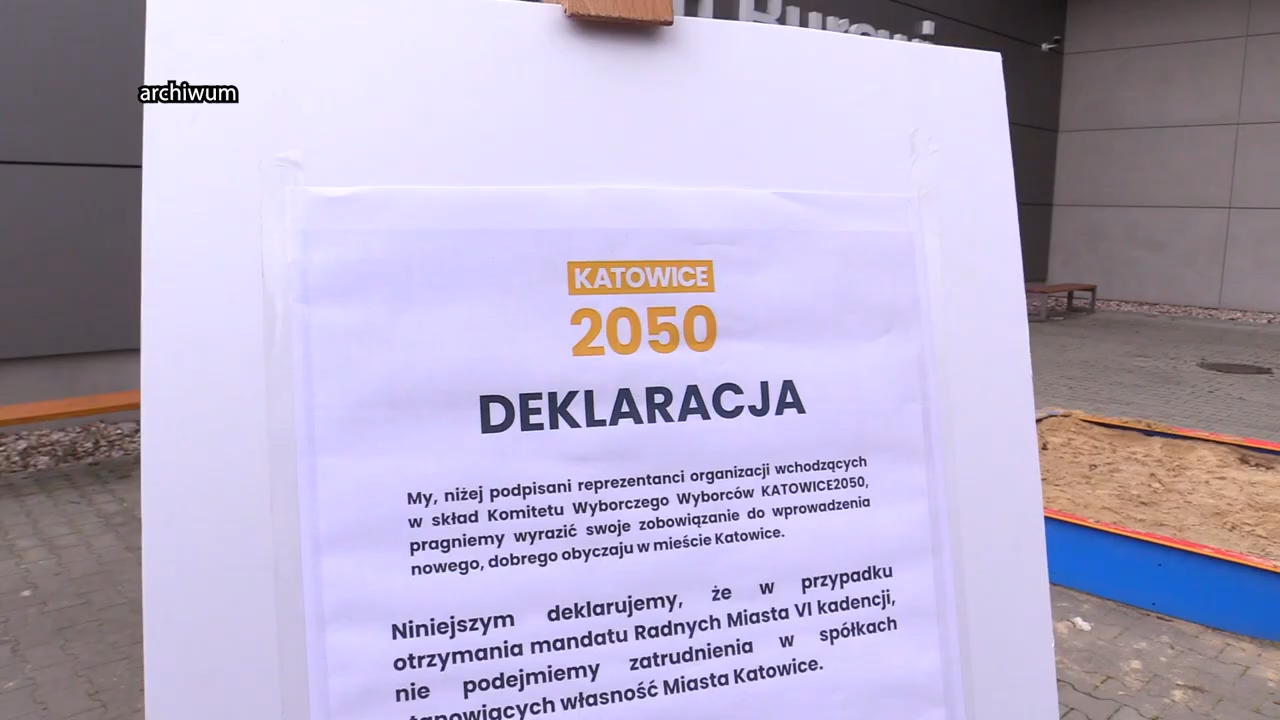 archiwum
KATOWICE
2050
DEKLARACJA
My, niżej podpisani reprezentanci organizacji wchodzących
w skład Komitetu Wyborczego Wyborców KATOWICE2050,
pragniemy wyrazić swoje zobowiązanie do wprowadzenia
nowego, dobrego obyczaju w mieście Katowice.
Niniejszym deklarujemy, że w przypadku
otrzymania mandatu Radnych Miasta VI kadencji,
nie podejmiemy zatrudnienia w spółkach
stanowiących własność Miasta Katowice.